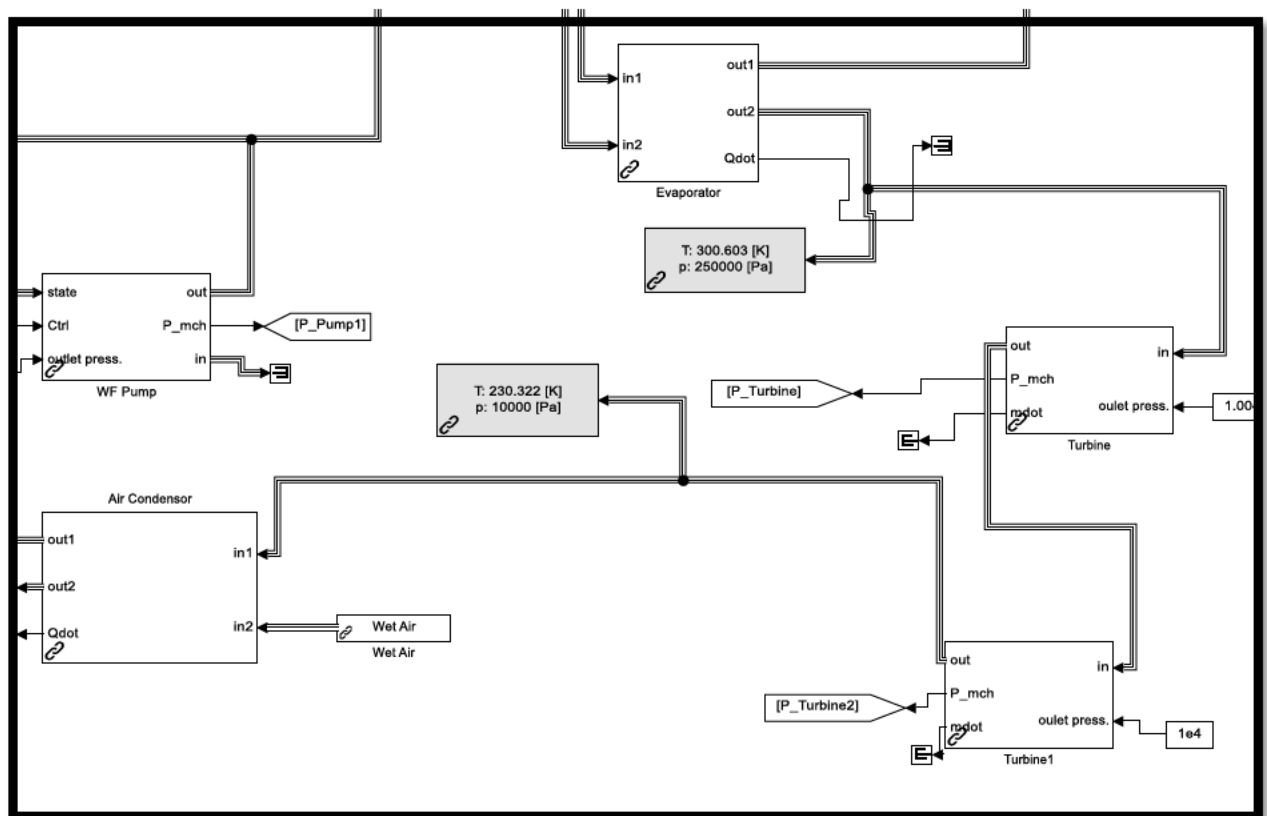 in1
in2
out1
out2
Qdot
Evaporator
T: 300.603 [K]
p: 250000 [Pa]
state
Ctrl
outlet press.
out
P_mch
in
WF Pump
[P_Pump1]
T: 230.322 [K]
p: 10000 [Pa]
[P_Turbine]
out
P_mch
mdot
in
oulet press.
1.00
Turbine
Air Condensor
out1
out2
Qdot
in1
in2
Wet Air
Wet Air
[P_Turbine2]
out
P_mch
mdot
in
oulet press.
1e4
Turbine1